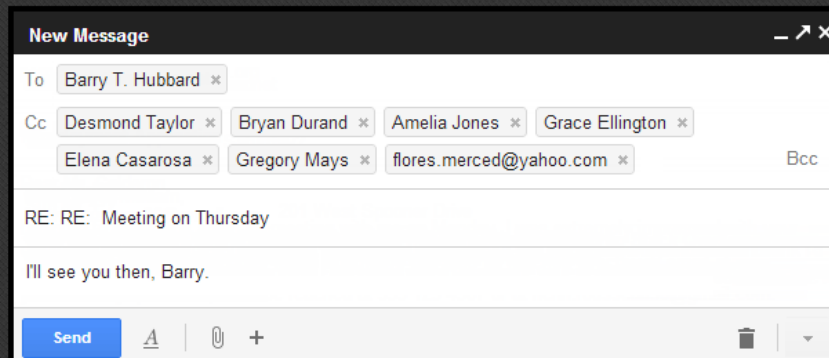 New Message
To Barry T. Hubbard ×
Cc Desmond Taylor × Bryan Durand × Amelia Jones × Grace Ellington ×
Elena Casarosa × Gregory Mays × flores.merced@yahoo.com × Bcc
RE: RE: Meeting on Thursday
I'll see you then, Barry.
Send A